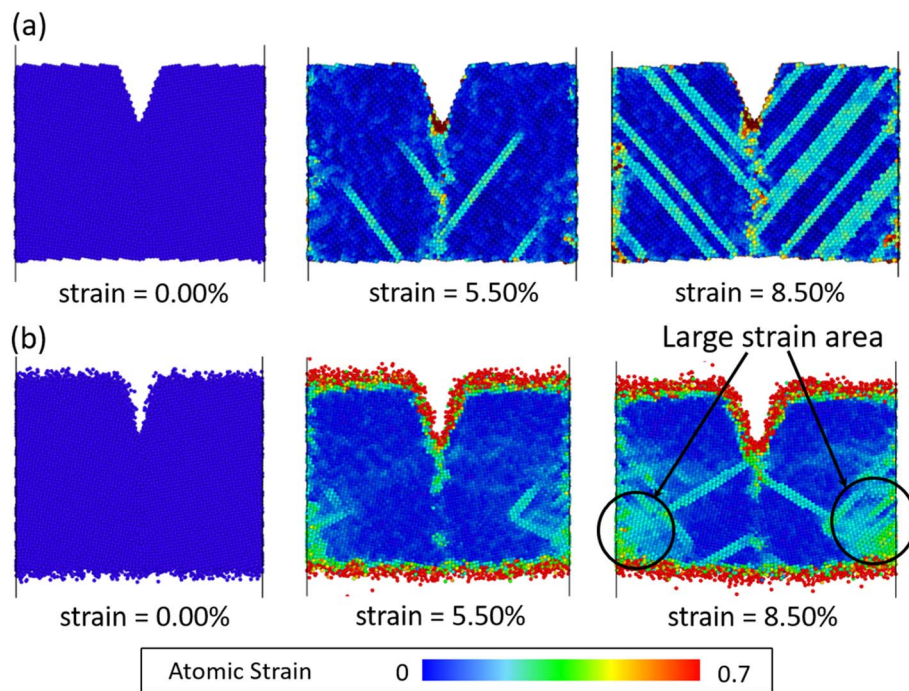 (a)
strain = 0.00%
strain = 5.50%
strain = 8.50%
(b)
Large strain area
strain = 0.00%
strain = 5.50%
strain = 8.50%
Atomic Strain 0 0.7